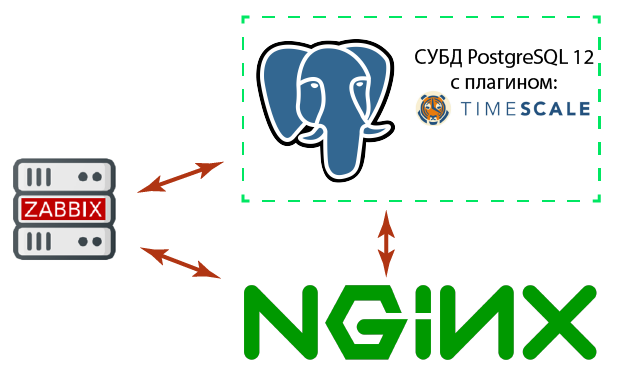 СУБД PostgreSQL 12
с плагином:
TIMESCALE
ZABBIX
NGINX